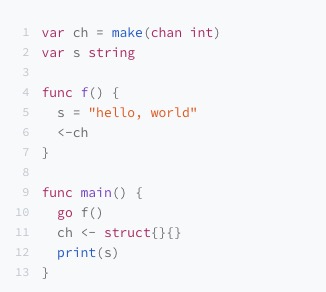 1 var ch = make(chan int)
2 var s string
3
4 func f() {
5   s = "hello, world"
6   <-ch
7 }
8
9 func main() {
10   go f()
11   ch <- struct{}{}
12   print(s)
13 }